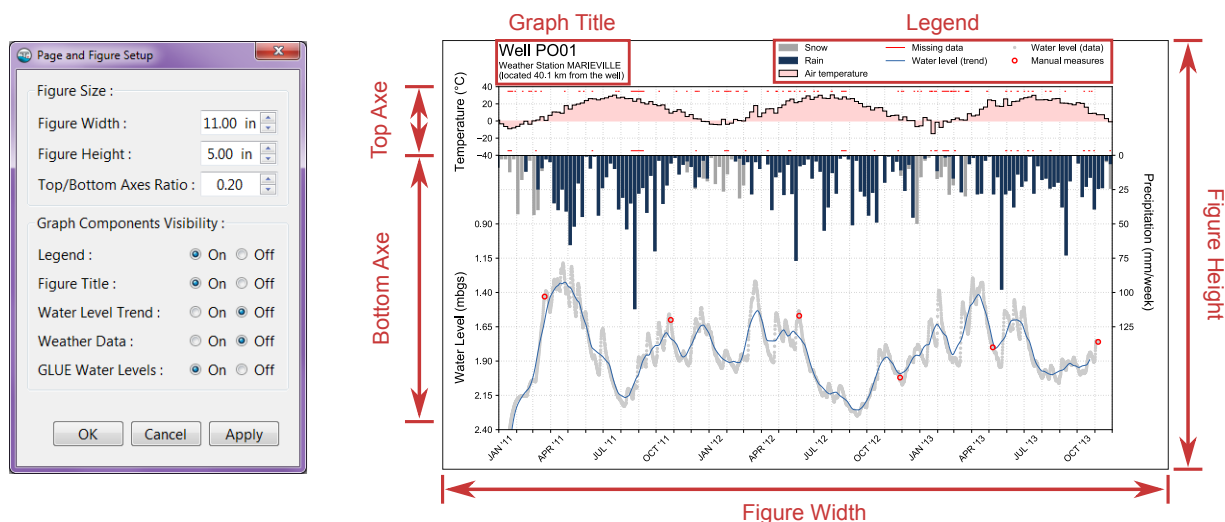 Page and Figure Setup
Figure Size :
Figure Width : 11.00 in
Figure Height : 5.00 in
Top/Bottom Axes Ratio : 0.20
Graph Components Visibility :
Legend : On Off
Figure Title : On Off
Water Level Trend : On Off
Weather Data : On Off
GLUE Water Levels : On Off
OK Cancel Apply
Graph Title
Legend
Well PO01
Weather Station MARIEVILLE
(located 40.1 km from the well)
Snow
Rain
Air temperature
Missing data
Water level (trend)
Water level (data)
Manual measures
Top Axe
Bottom Axe
Temperature (°C)
40
20
0
−20
−40
Water Level (mbgs)
0.90
1.15
1.40
1.65
1.90
2.15
2.40
0
25
50
75
100
125
Precipitation (mm/week)
JAN '11
APR '11
JUL '11
OCT '11
JAN '12
APR '12
JUL '12
OCT '12
JAN '13
APR '13
JUL '13
OCT '13
Figure Height
Figure Width